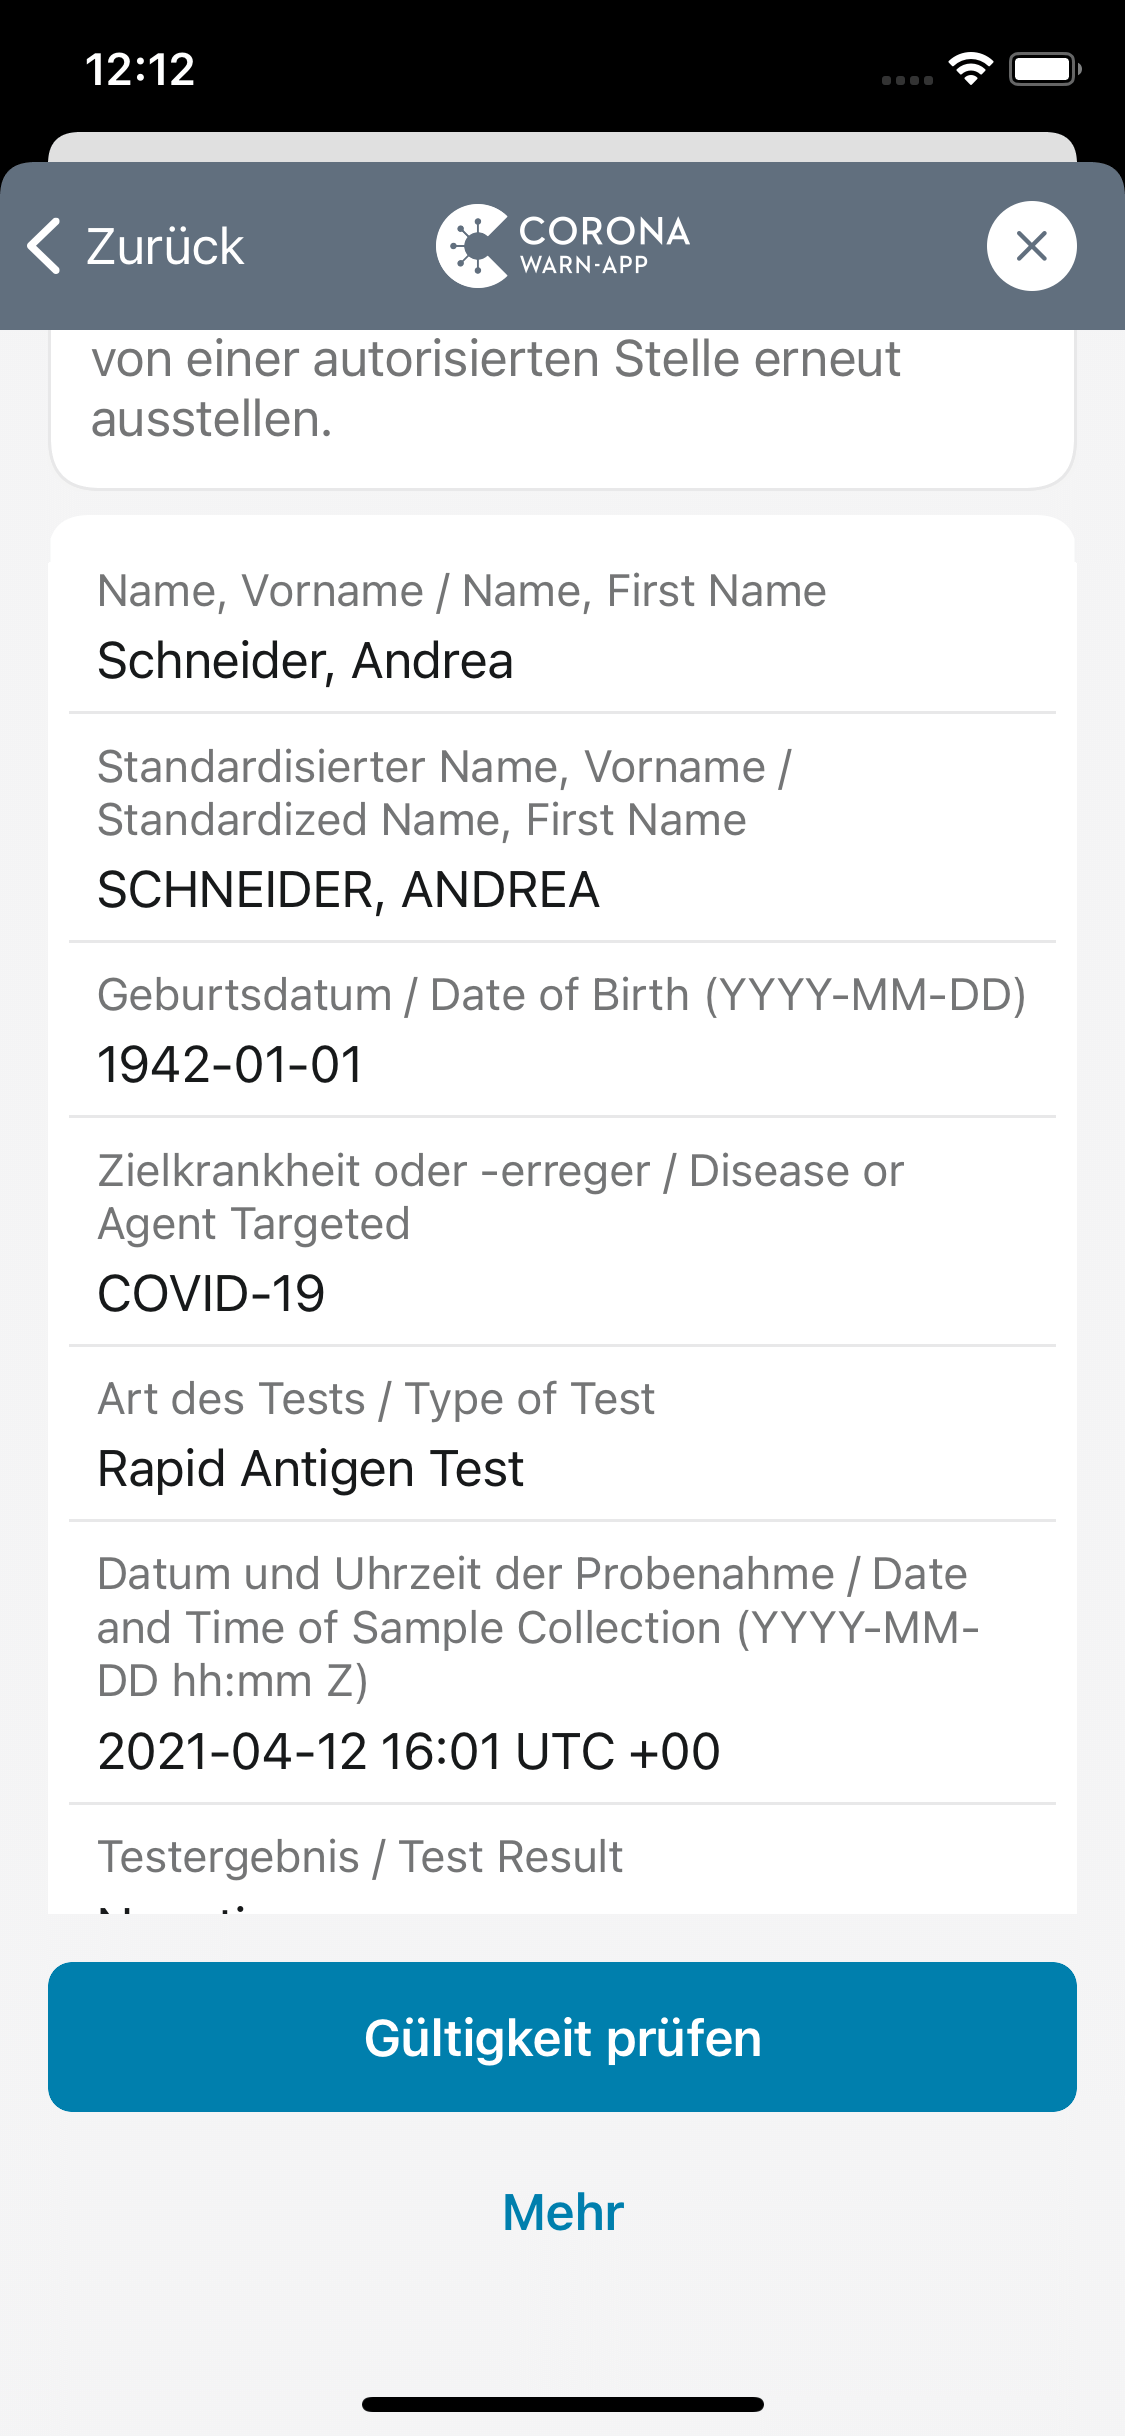 12:12
Zurück
CORONA
WARN-APP
von einer autorisierten Stelle erneut
ausstellen.
Name, Vorname / Name, First Name
Schneider, Andrea
Standardisierter Name, Vorname /
Standardized Name, First Name
SCHNEIDER, ANDREA
Geburtsdatum / Date of Birth (YYYY-MM-DD)
1942-01-01
Zielkrankheit oder -erreger / Disease or
Agent Targeted
COVID-19
Art des Tests / Type of Test
Rapid Antigen Test
Datum und Uhrzeit der Probenahme / Date
and Time of Sample Collection (YYYY-MM-
DD hh:mm Z)
2021-04-12 16:01 UTC +00
Testergebnis / Test Result
Gültigkeit prüfen
Mehr